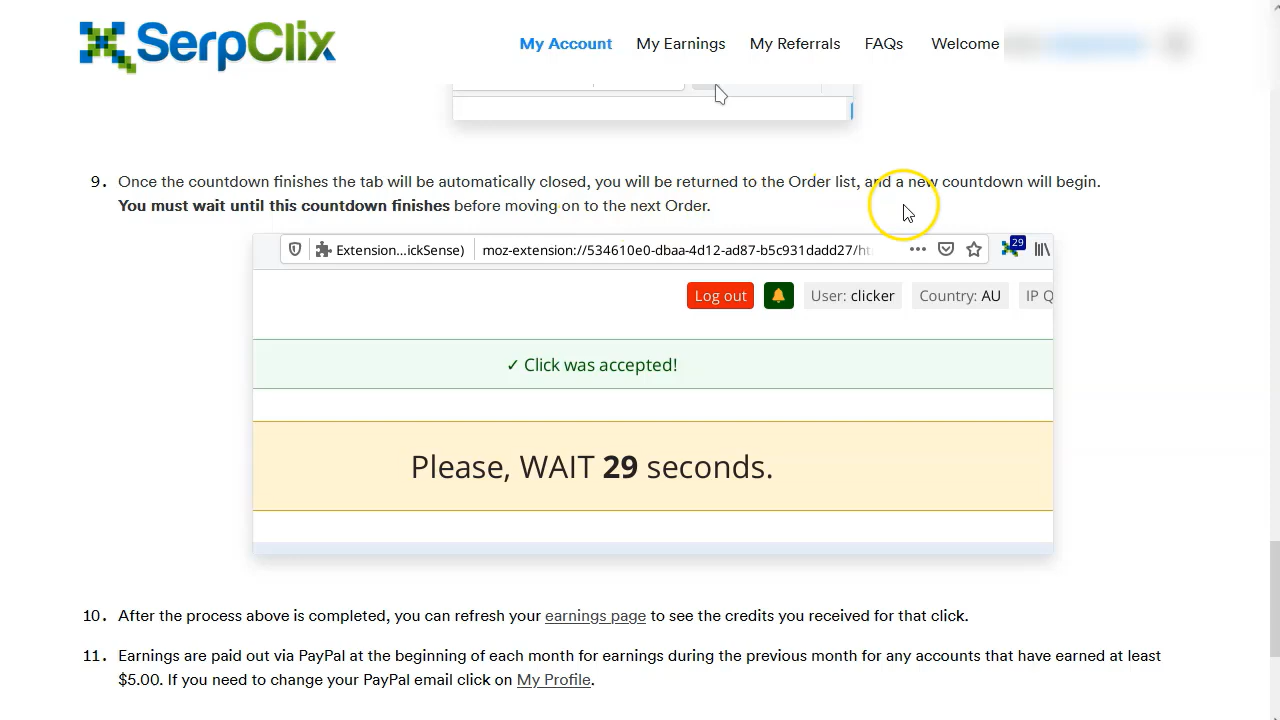 SerpClix
My Account My Earnings My Referrals FAQs Welcome
9. Once the countdown finishes the tab will be automatically closed, you will be returned to the Order list, and a new countdown will begin.
You must wait until this countdown finishes before moving on to the next Order.
Extension...ickSense) moz-extension://534610e0-dbaa-4d12-ad87-b5c931dadd27/ht 29
Log out User: clicker Country: AU IP Q
✓ Click was accepted!
Please, WAIT 29 seconds.
10. After the process above is completed, you can refresh your earnings page to see the credits you received for that click.
11. Earnings are paid out via PayPal at the beginning of each month for earnings during the previous month for any accounts that have earned at least
$5.00. If you need to change your PayPal email click on My Profile.